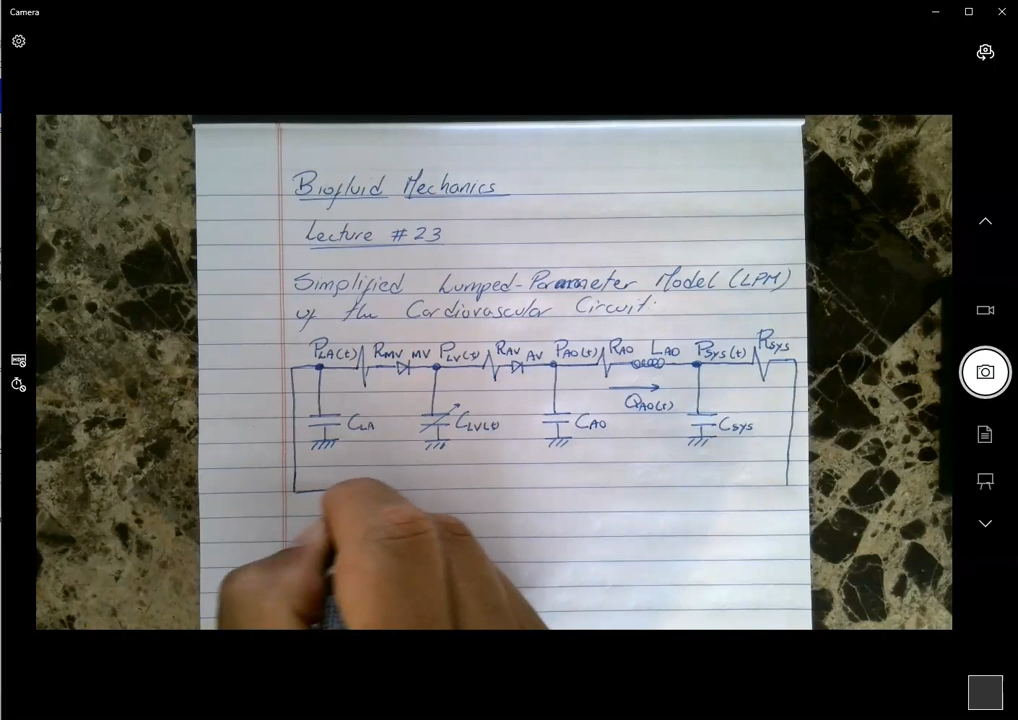 Camera
Biofluid Mechanics
Lecture # 23
Simplified Lumped-Parameter Model (LPM)
of the Cardiovascular Circuit.
PLA(t) RMV MV PLV(t) RAV AV PAO(t) RAO LAO PSYS(t) RSYS
QAO(t)
CLA CLV(t) CAO CSYS